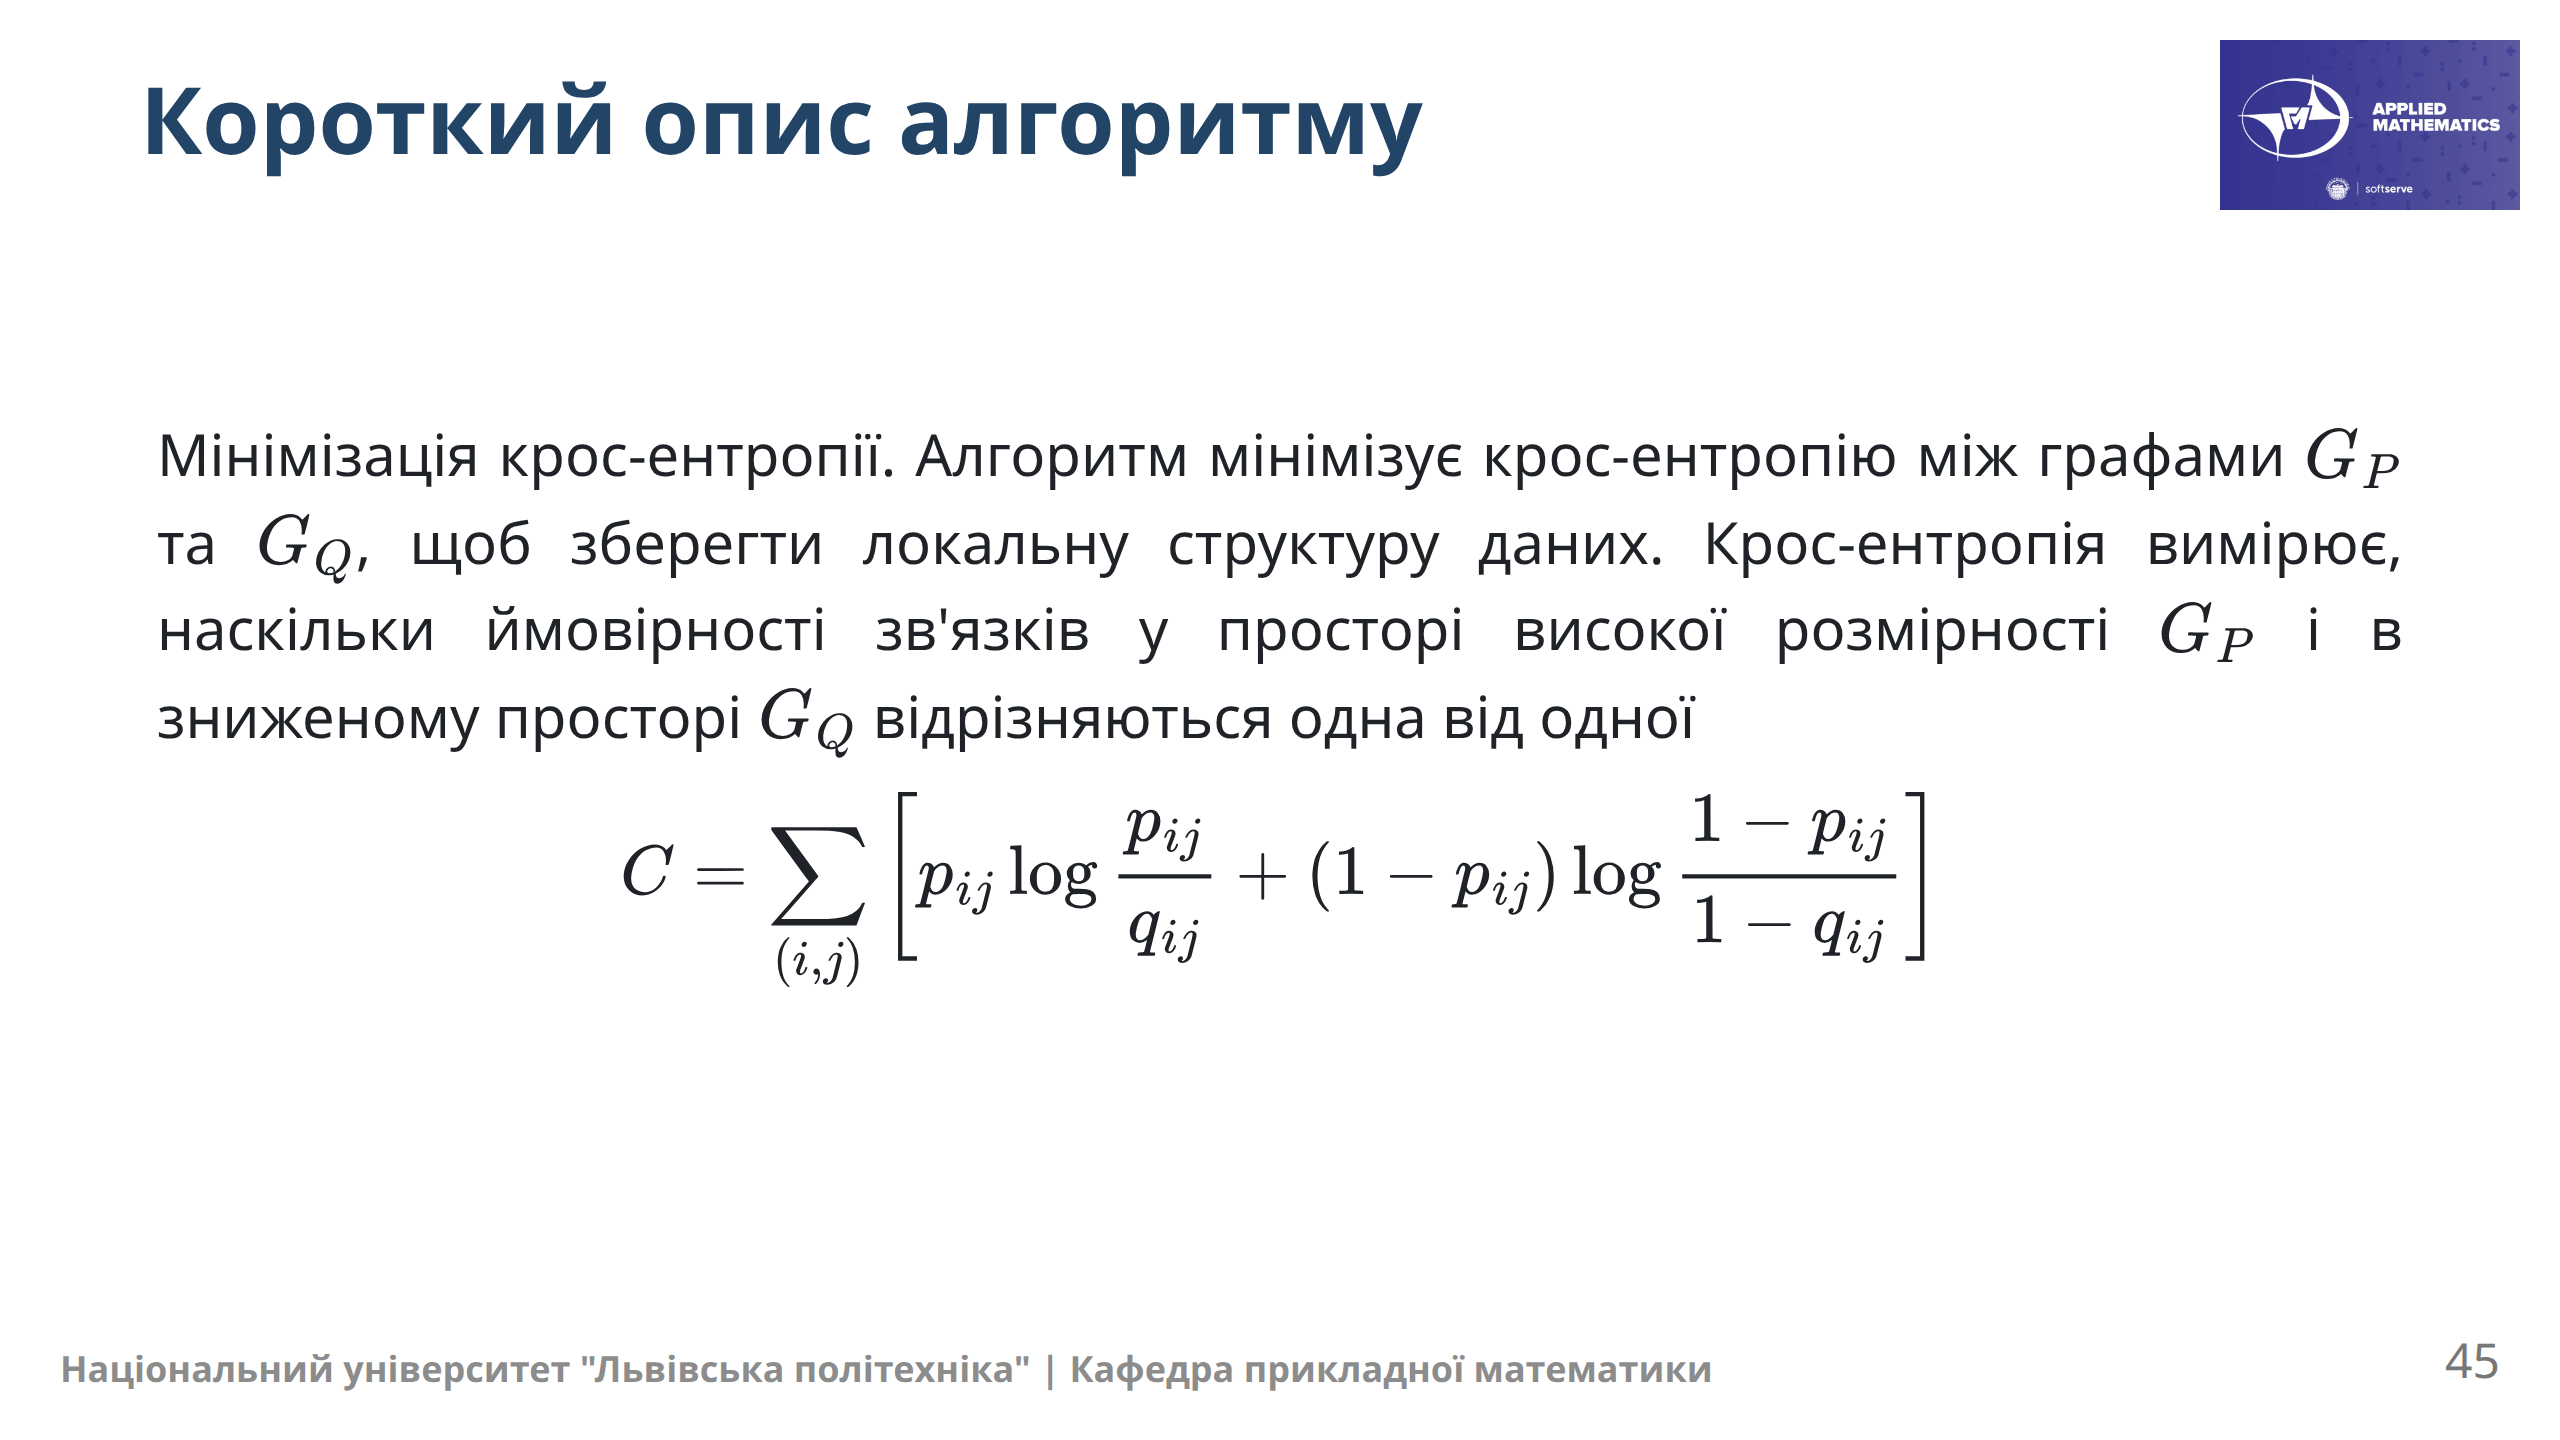 Короткий опис алгоритму
APPLIED
MATHEMATICS
softserve
Мінімізація крос-ентропії. Алгоритм мінімізує крос-ентропію між графами $G_P$
та $G_Q$, щоб зберегти локальну структуру даних. Крос-ентропія вимірює,
наскільки ймовірності зв'язків у просторі високої розмірності $G_P$ і в
зниженому просторі $G_Q$ відрізняються одна від одної
$C = \sum_{(i,j)} \left[ p_{ij} \log \frac{p_{ij}}{q_{ij}} + (1 - p_{ij}) \log \frac{1 - p_{ij}}{1 - q_{ij}} \right]$
Національний університет "Львівська політехніка" | Кафедра прикладної математики
45